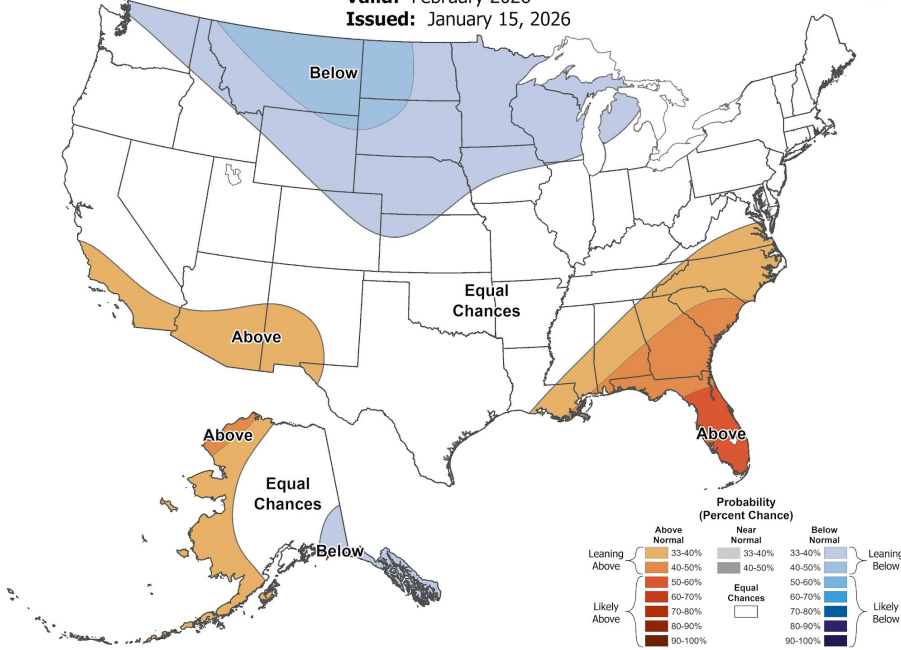 Valid: February 2026
Issued: January 15, 2026
Below
Equal
Chances
Above
Above
Above
Equal
Chances
Below
Probability
(Percent Chance)
Above
Normal
Near
Normal
Below
Normal
Leaning
Above
33-40%
33-40%
33-40%
Leaning
Below
40-50%
40-50%
40-50%
Likely
Above
50-60%
Equal
Chances
50-60%
Likely
Below
60-70%
60-70%
70-80%
70-80%
80-90%
80-90%
90-100%
90-100%